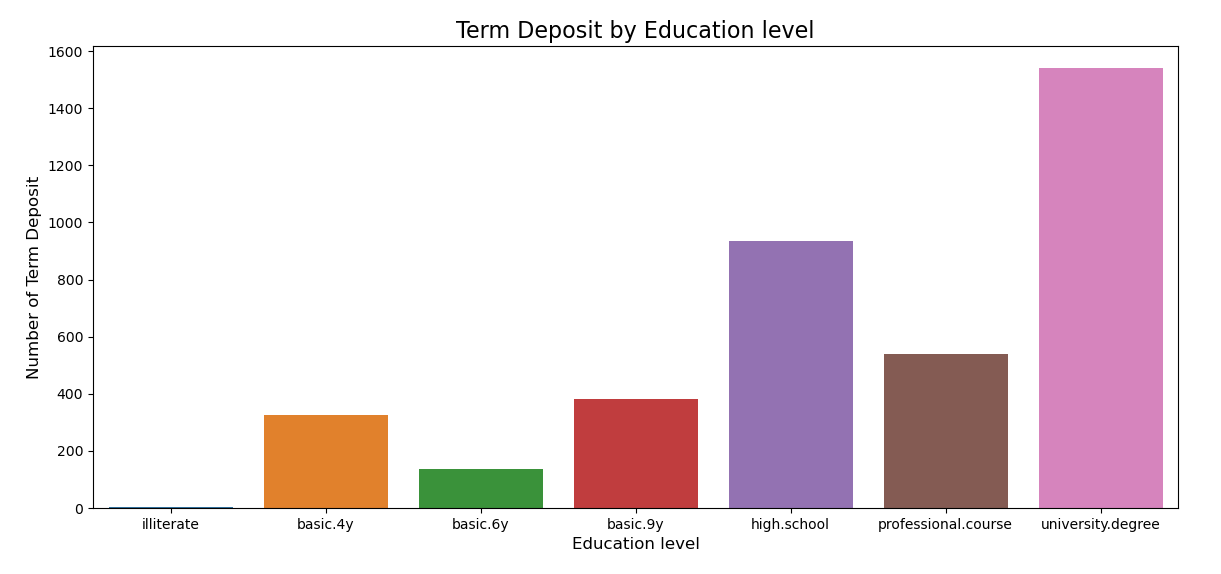 Term Deposit by Education level
Number of Term Deposit
1600
1400
1200
1000
800
600
400
200
0
illiterate basic.4y basic.6y basic.9y high.school professional.course university.degree
Education level